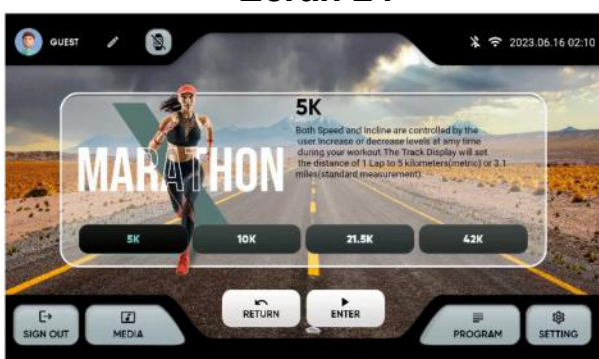 GUEST
2023.06.16 02:10
5K
Both Speed and Incline are controlled by the
user.Increase or decrease levels at amy time
during your workout.The Track Display will set
the distance of 1 Lap to 5 kilometers(metric) or 3.1
miles(standard measurement).
MARATHON
5K
10K
21.5K
42K
RETURN
ENTER
SIGN OUT
MEDIA
PROGRAM
SETTING